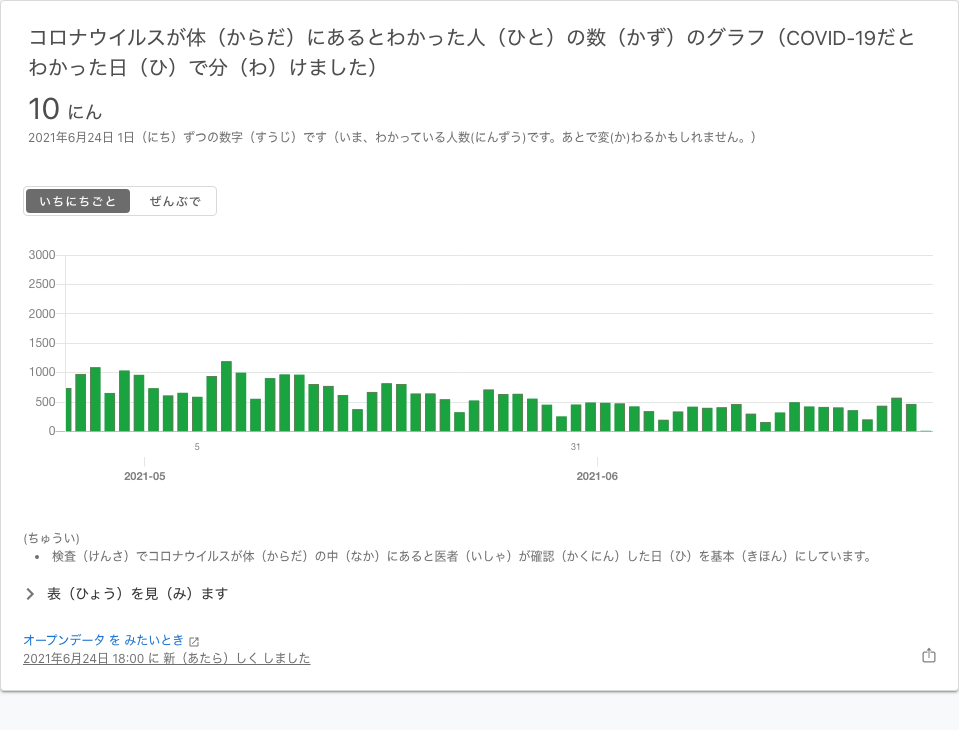 コロナウイルスが体（からだ）にあるとわかった人（ひと）の数（かず）のグラフ（COVID-19だと
わかった日（ひ）で分（わ）けました）
10 にん
2021年6月24日 1日（にち）ずつの数字（すうじ）です（いま、わかっている人数(にんずう)です。あとで変(か)わるかもしれません。）
いちにちごと ぜんぶで
3000
2500
2000
1500
1000
500
0
5 31
2021-05 2021-06
(ちゅうい)
• 検査（けんさ）でコロナウイルスが体（からだ）の中（なか）にあると医者（いしゃ）が確認（かくにん）した日（ひ）を基本（きほん）にしています。
表（ひょう）を見（み）ます
オープンデータ を みたいとき
2021年6月24日 18:00 に 新（あたら）しく しました